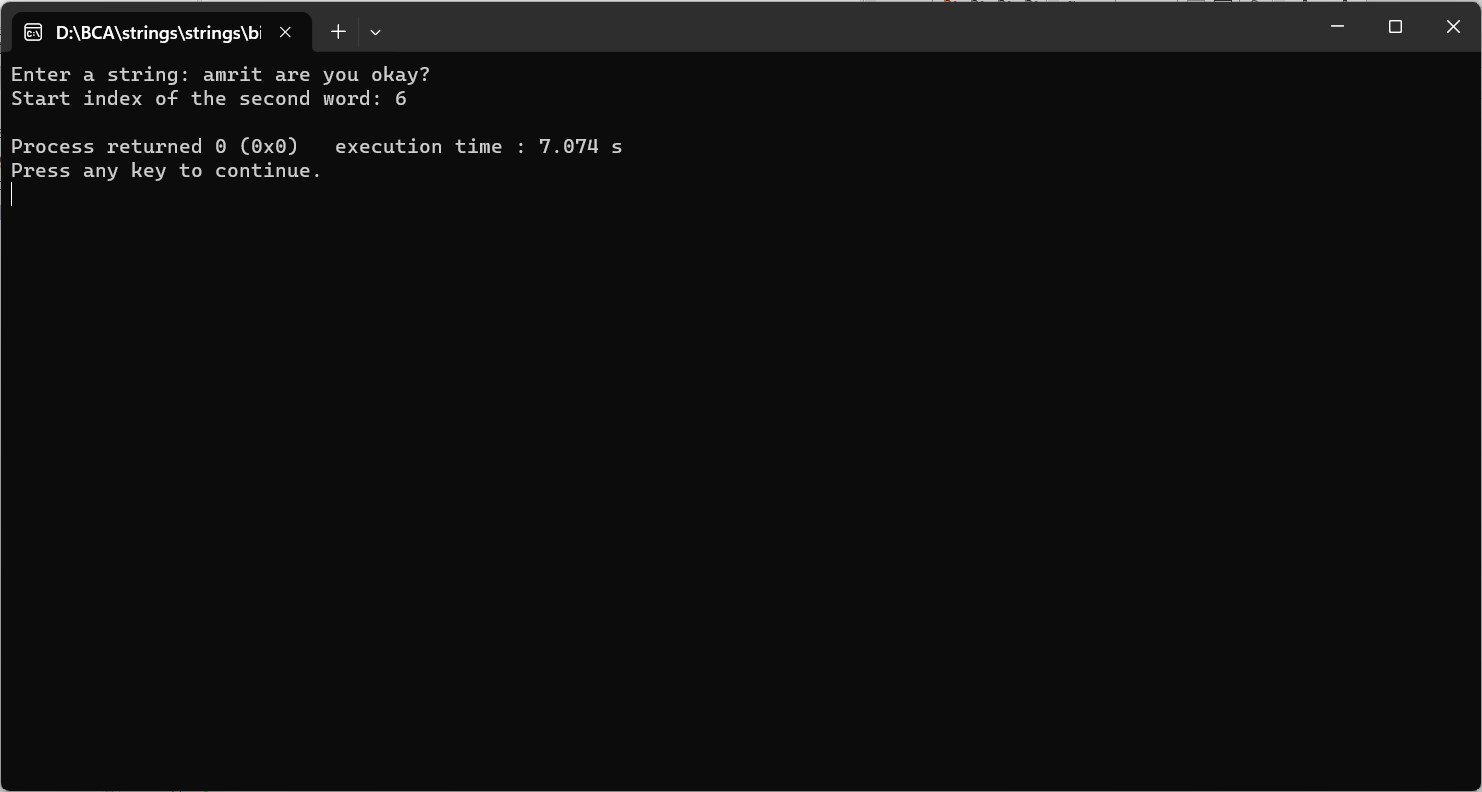 D:\BCA\strings\strings\bi
Enter a string: amrit are you okay?
Start index of the second word: 6
Process returned 0 (0x0)   execution time : 7.074 s
Press any key to continue.